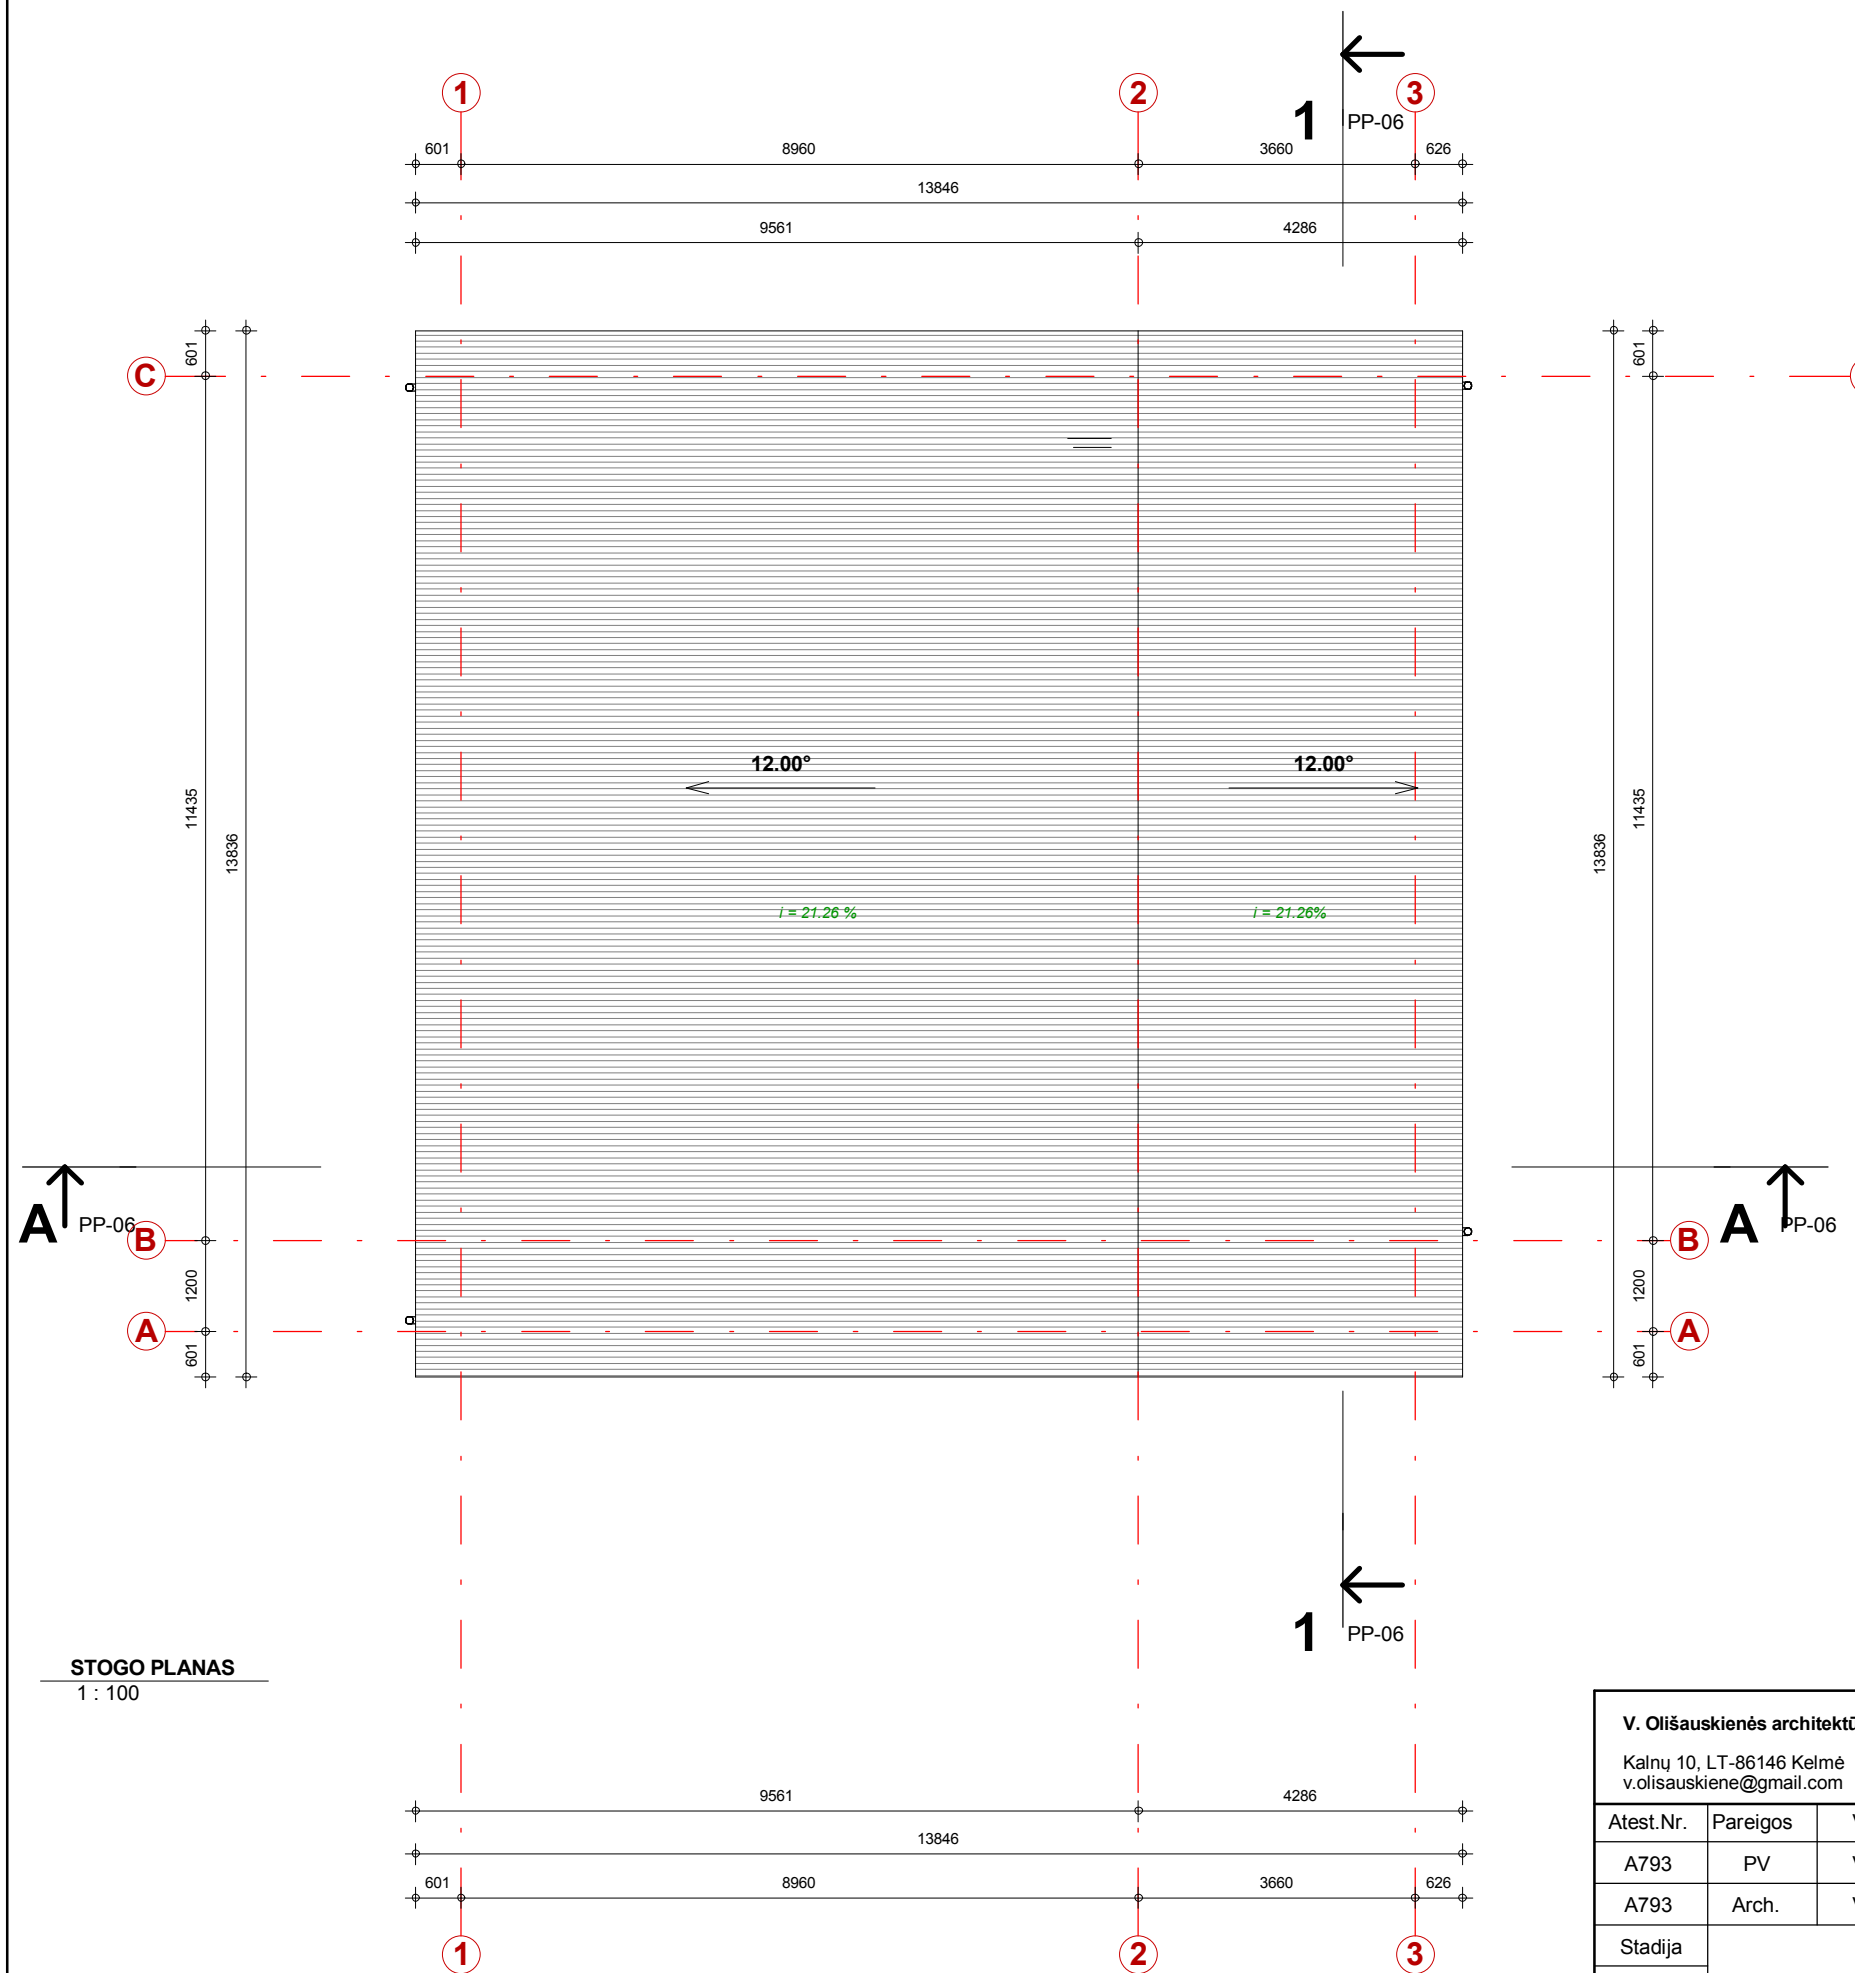 1 2 3
1 PP-06
601 8960 3660 626
13846
9561 4286
601 601
C
12.00° 12.00°
11435 13836 13836 11435
i = 21.26 % i = 21.26%
A PP-06 A PP-06
B B
1200 1200
A A
601 601
1 PP-06
STOGO PLANAS
1 : 100
V. Olišauskienės
Kalnų 10, LT-86146 Kelmė
v.olisauskiene@gmail.com
9561 4286
13846
601 8960 3660 626
Atest.Nr. Pareigos
A793 PV
A793 Arch.
Stadija
1 2 3